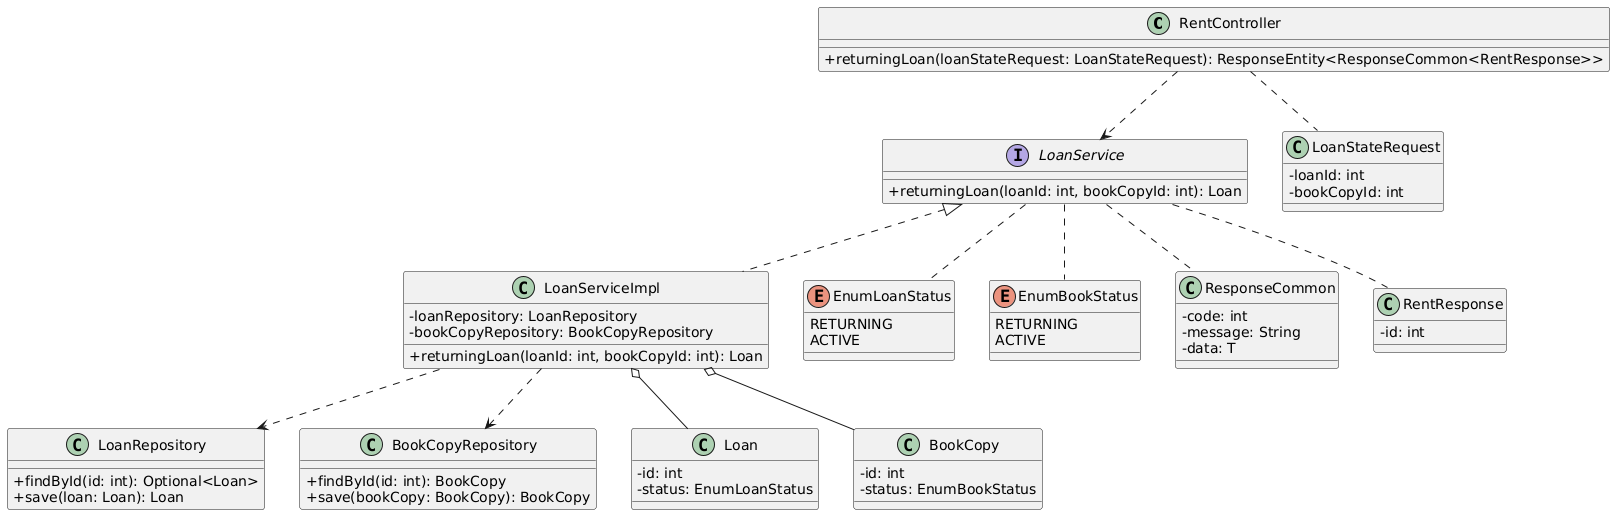 C RentController
+returningLoan(loanStateRequest: LoanStateRequest): ResponseEntity<ResponseCommon<RentResponse>>
I LoanService
+returningLoan(loanId: int, bookCopyId: int): Loan
C LoanStateRequest
-loanId: int
-bookCopyId: int
C LoanServiceImpl
-loanRepository: LoanRepository
-bookCopyRepository: BookCopyRepository
+returningLoan(loanId: int, bookCopyId: int): Loan
E EnumLoanStatus
RETURNING
ACTIVE
E EnumBookStatus
RETURNING
ACTIVE
C ResponseCommon
-code: int
-message: String
-data: T
C RentResponse
-id: int
C LoanRepository
+findById(id: int): Optional<Loan>
+save(loan: Loan): Loan
C BookCopyRepository
+findById(id: int): BookCopy
+save(bookCopy: BookCopy): BookCopy
C Loan
-id: int
-status: EnumLoanStatus
C BookCopy
-id: int
-status: EnumBookStatus